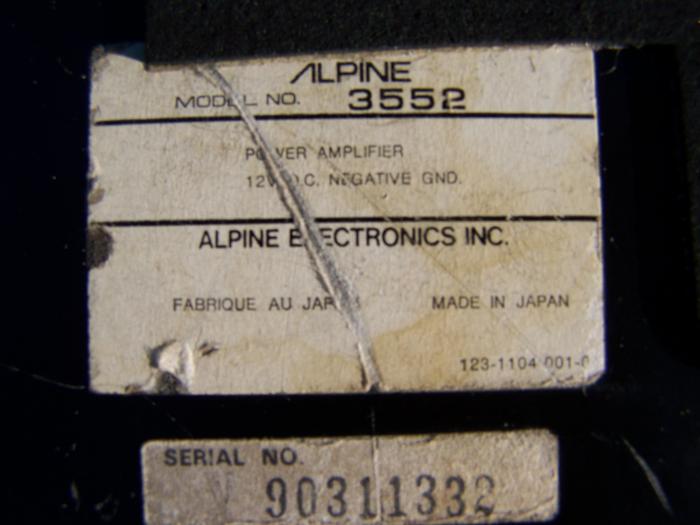 ALPINE
MODEL NO. 3552
POWER AMPLIFIER
12V D.C. NEGATIVE GND.
ALPINE ELECTRONICS INC.
FABRIQUE AU JAPON MADE IN JAPAN
123-1104 001-0
SERIAL NO.
90311332